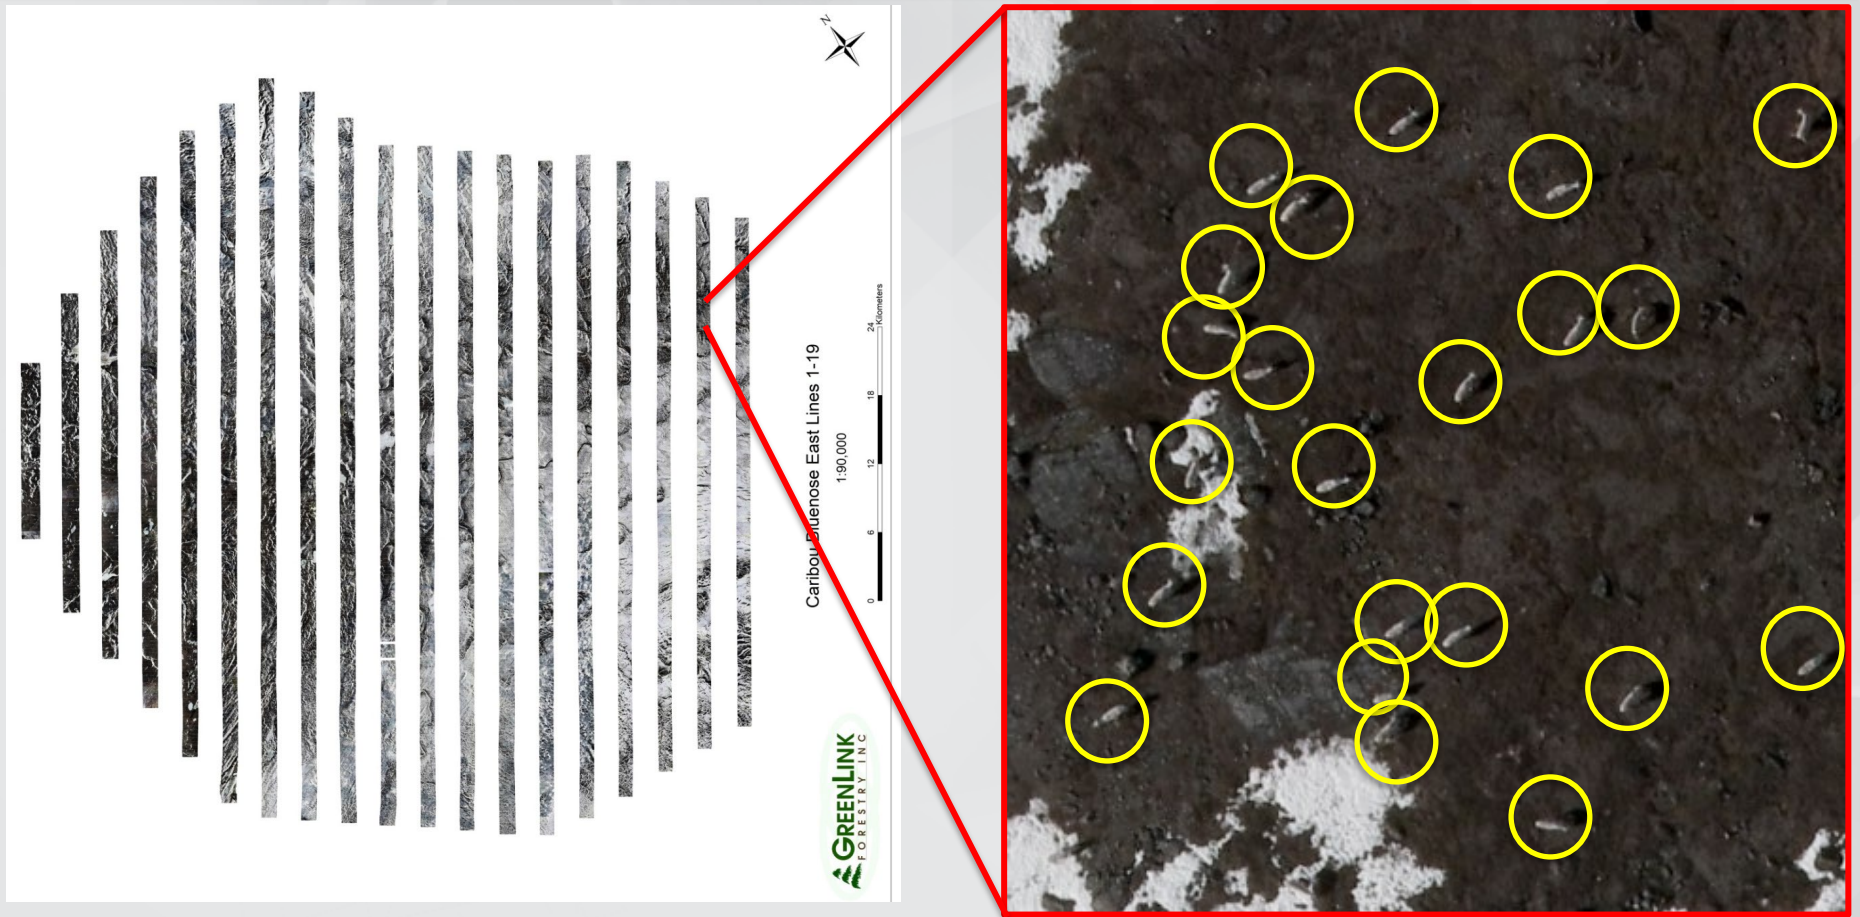 N
Caribou Bluenose East Lines 1-19
1:90,000
0 6 12 18 24
Kilometers
GREENLINK
FORESTRY INC